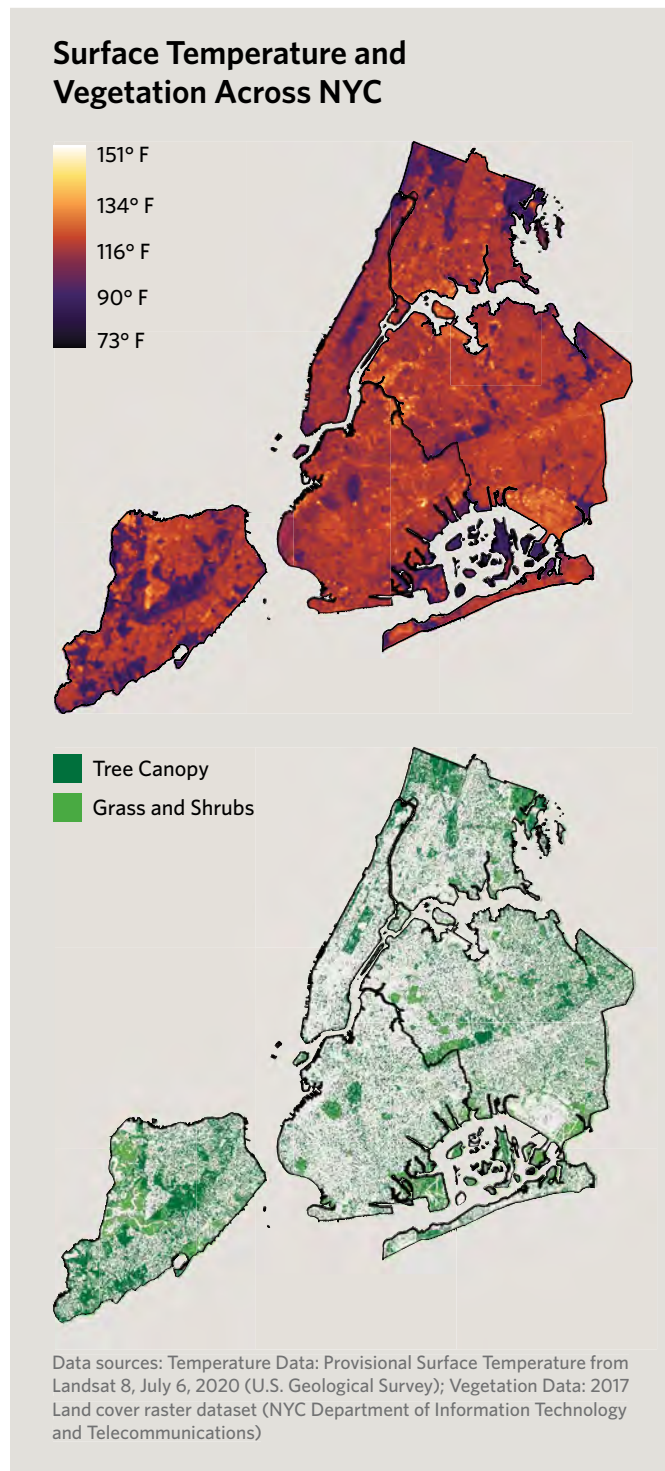 Surface Temperature and
Vegetation Across NYC
151° F
134° F
116° F
90° F
73° F
Tree Canopy
Grass and Shrubs
Data sources: Temperature Data: Provisional Surface Temperature from
Landsat 8, July 6, 2020 (U.S. Geological Survey); Vegetation Data: 2017
Land cover raster dataset (NYC Department of Information Technology
and Telecommunications)